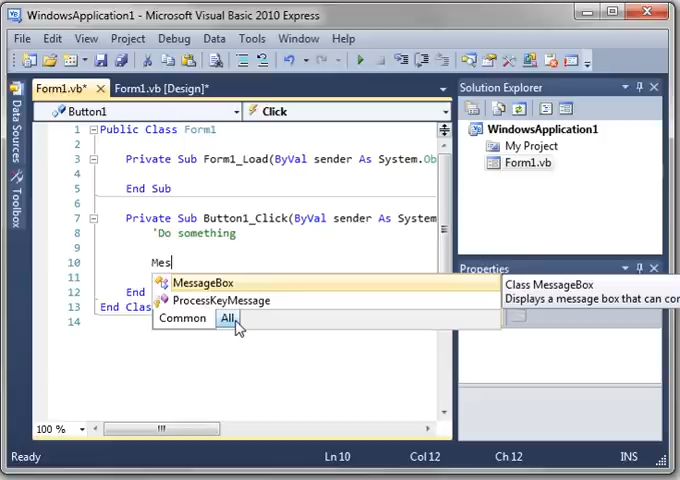 WindowsApplication1 - Microsoft Visual Basic 2010 Express
File Edit View Project Debug Data Tools Window Help
Form1.vb* Form1.vb [Design]*
Button1 Click
1 Public Class Form1
2
3 Private Sub Form1_Load(ByVal sender As System.Ob
4
5 End Sub
6
7 Private Sub Button1_Click(ByVal sender As System
8 'Do something
9
10 Mes
11
12 End
13 End Clas
14
MessageBox
ProcessKeyMessage
Common All
Class MessageBox
Displays a message box that can con
Data Sources
Toolbox
Solution Explorer
WindowsApplication1
My Project
Form1.vb
Properties
100 %
Ready Ln 10 Col 12 Ch 12 INS